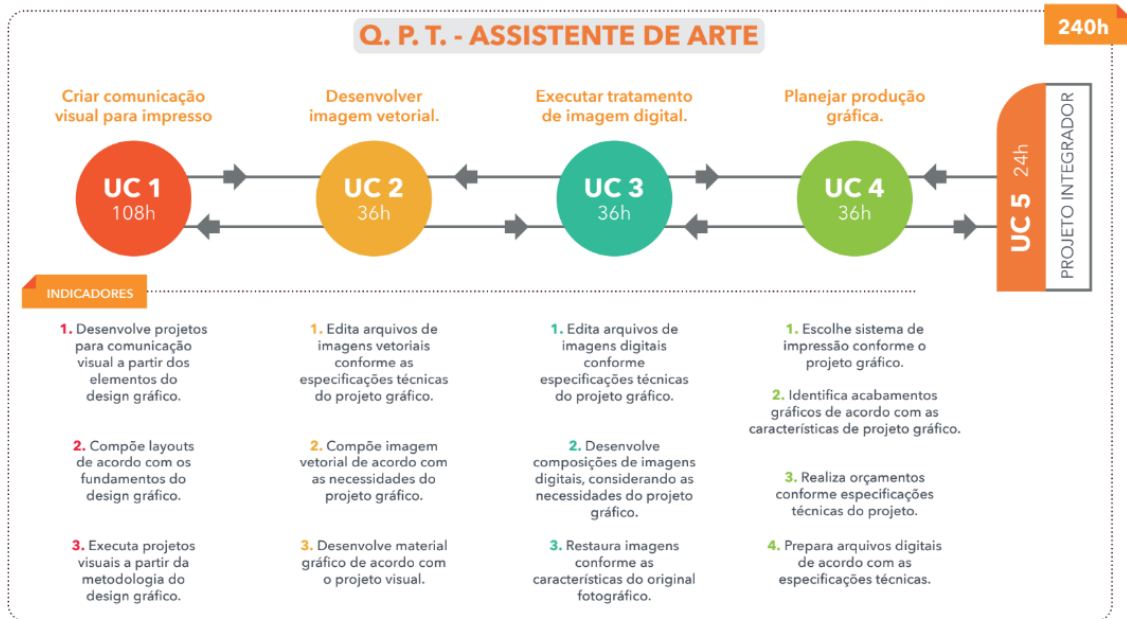 Q. P. T. - ASSISTENTE DE ARTE
240h
Criar comunicação
visual para impresso
Desenvolver
imagem vetorial.
Executar tratamento
de imagem digital.
Planejar produção
gráfica.
UC 1
108h
UC 2
36h
UC 3
36h
UC 4
36h
UC 5 24h
PROJETO INTEGRADOR
INDICADORES
1. Desenvolve projetos
para comunicação
visual a partir dos
elementos do
design gráfico.
2. Compõe layouts
de acordo com os
fundamentos do
design gráfico.
3. Executa projetos
visuais a partir da
metodologia do
design gráfico.
1. Edita arquivos de
imagens vetoriais
conforme as
especificações técnicas
do projeto gráfico.
2. Compõe imagem
vetorial de acordo com
as necessidades do
projeto gráfico.
3. Desenvolve material
gráfico de acordo com
o projeto visual.
1. Edita arquivos de
imagens digitais
conforme
especificações técnicas
do projeto gráfico.
2. Desenvolve
composições de imagens
digitais, considerando as
necessidades do projeto
gráfico.
3. Restaura imagens
conforme as
características do original
fotográfico.
1. Escolhe sistema de
impressão conforme o
projeto gráfico.
2. Identifica acabamentos
gráficos de acordo com as
características de projeto gráfico.
3. Realiza orçamentos
conforme especificações
técnicas do projeto.
4. Prepara arquivos digitais
de acordo com as
especificações técnicas.